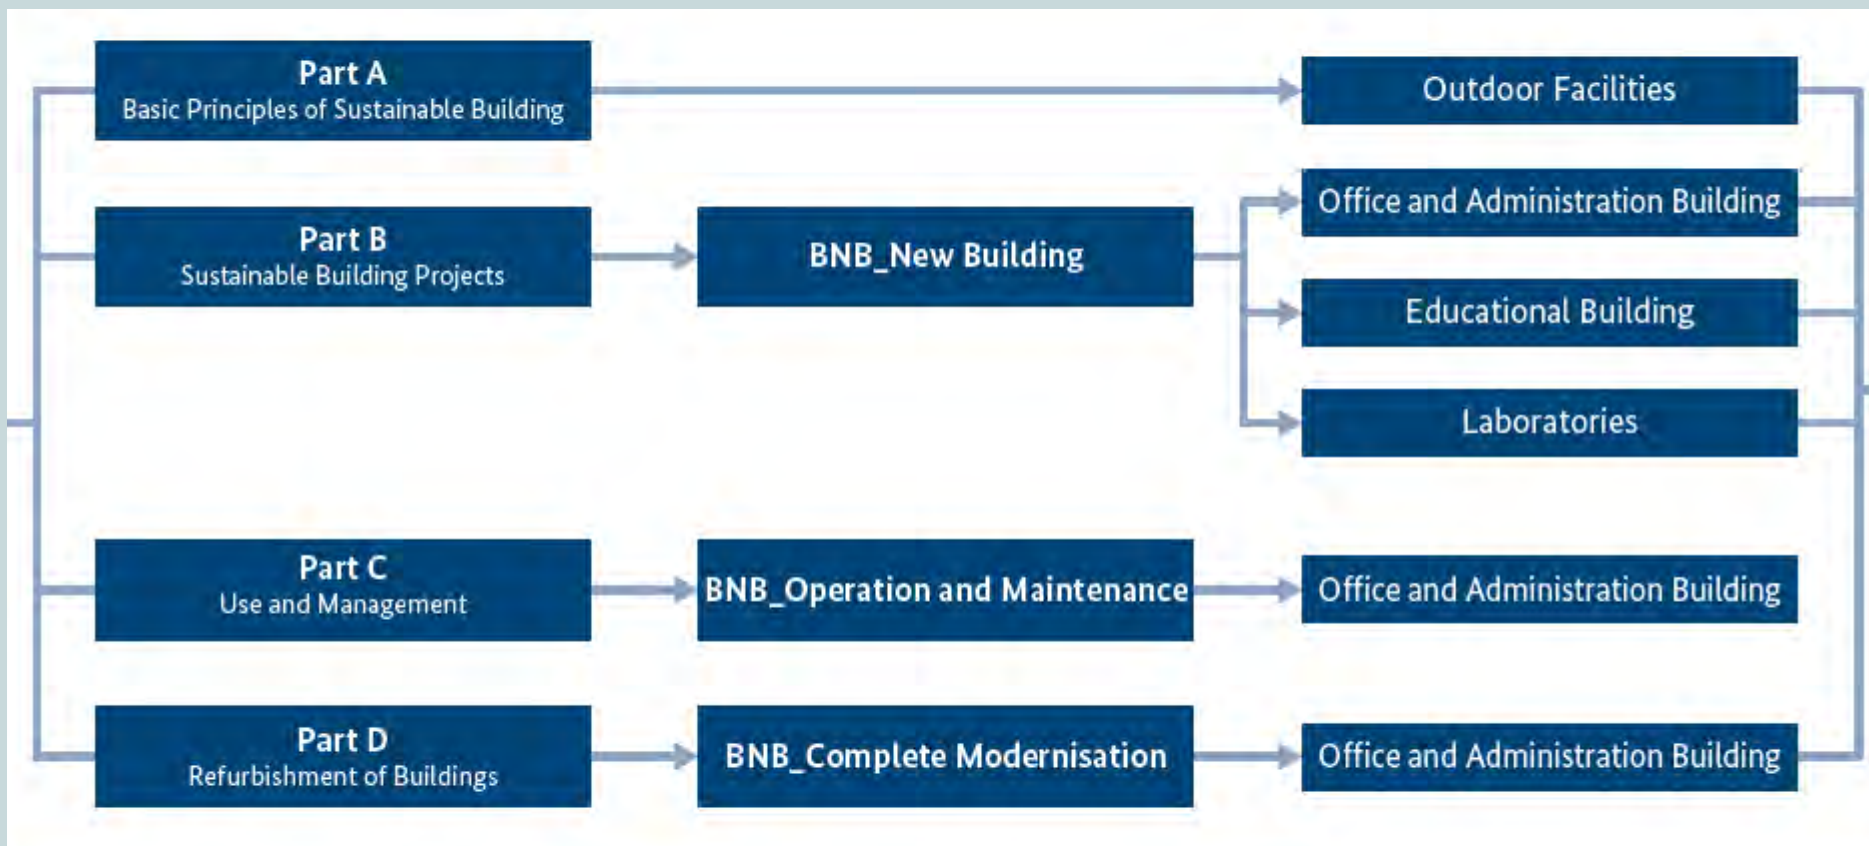 Part A
Basic Principles of Sustainable Building
Outdoor Facilities
Part B
Sustainable Building Projects
BNB_New Building
Office and Administration Building
Educational Building
Laboratories
Part C
Use and Management
BNB_Operation and Maintenance
Office and Administration Building
Part D
Refurbishment of Buildings
BNB_Complete Modernisation
Office and Administration Building